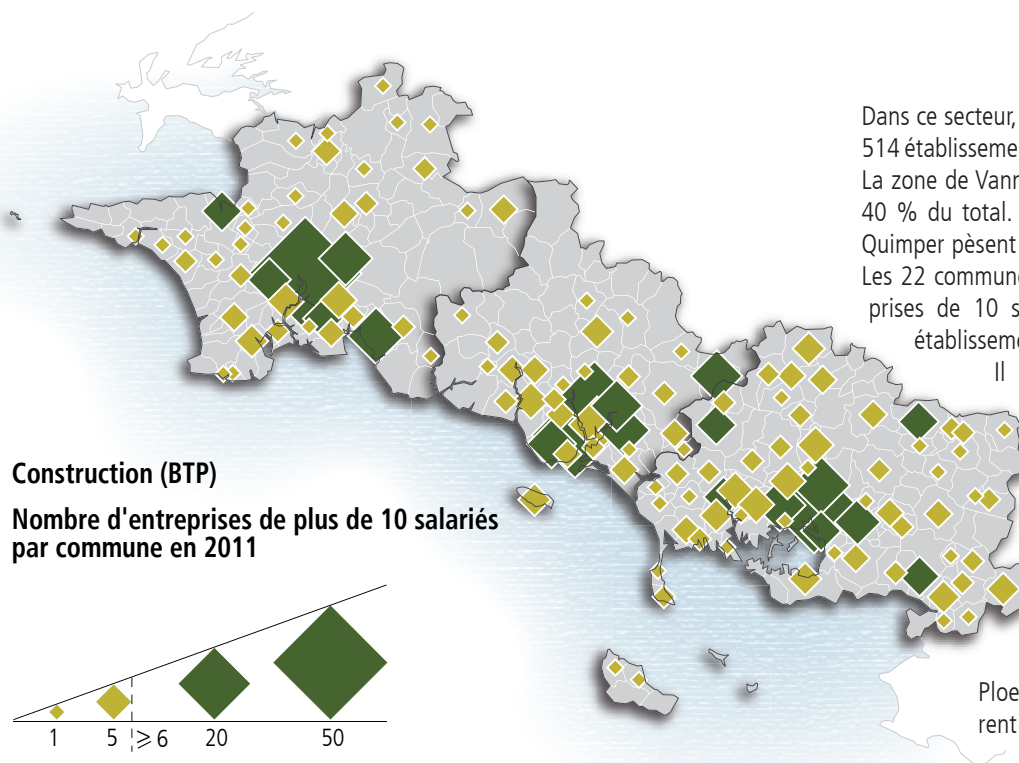 Dans ce secteur,
514 établisseme
La zone de Vann
40 % du total.
Quimper pèsent
Les 22 commune
prises de 10 s
établisseme
Il
Construction (BTP)
Nombre d'entreprises de plus de 10 salariés
par commune en 2011
1 5 ⩾ 6 20 50
Ploe
rent